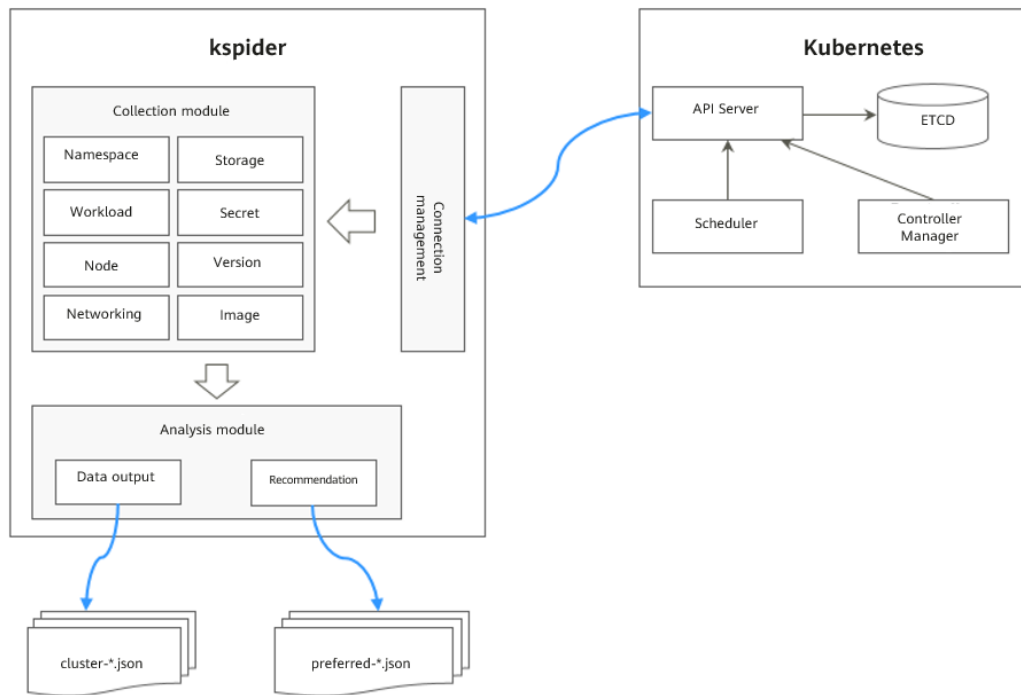 kspider
Kubernetes
Collection module
Namespace
Storage
Workload
Secret
Node
Version
Networking
Image
Connection
management
API Server
ETCD
Scheduler
Controller
Manager
Analysis module
Data output
Recommendation
cluster-*.json
preferred-*.json